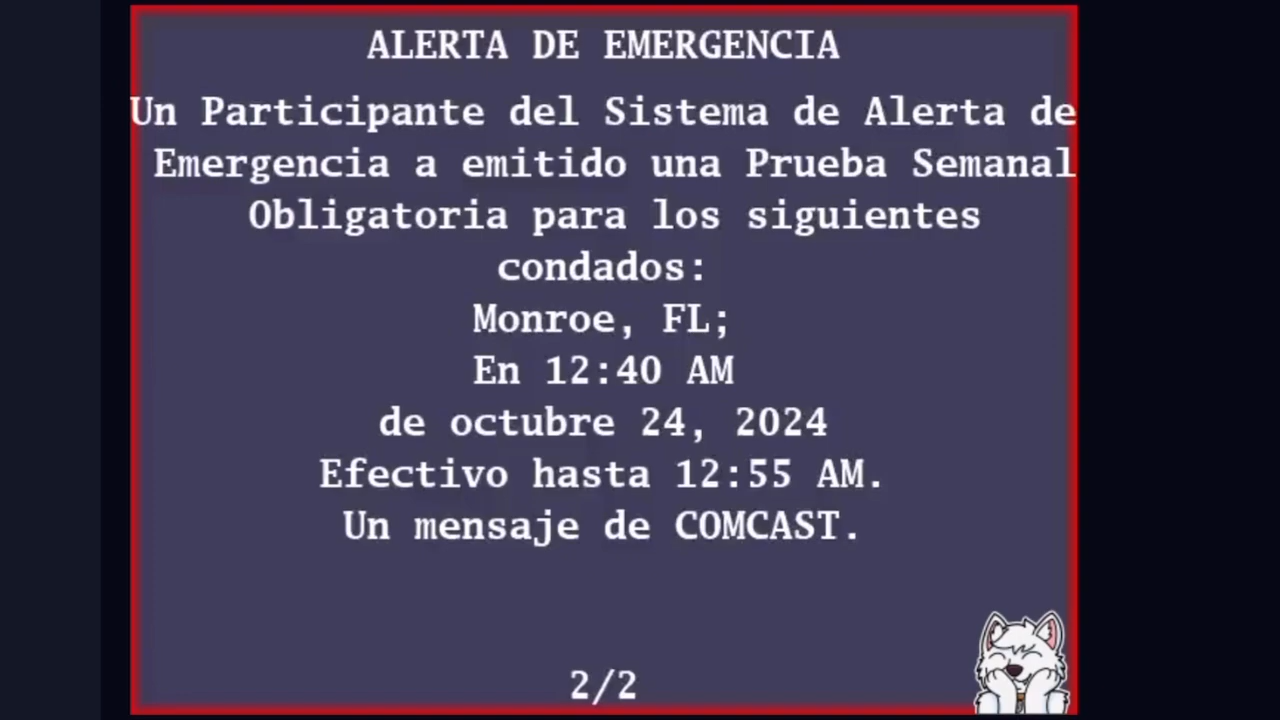 ALERTA DE EMERGENCIA
Un Participante del Sistema de Alerta de
Emergencia a emitido una Prueba Semanal
Obligatoria para los siguientes
condados:
Monroe, FL;
En 12:40 AM
de octubre 24, 2024
Efectivo hasta 12:55 AM.
Un mensaje de COMCAST.
2/2